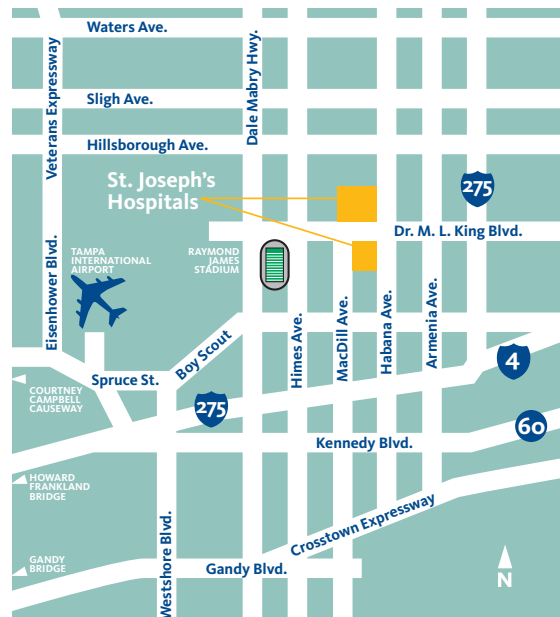 Waters Ave.
Veterans Expressway
Dale Mabry Hwy.
Sligh Ave.
Hillsborough Ave.
St. Joseph's
Hospitals
275
Dr. M. L. King Blvd.
Eisenhower Blvd.
TAMPA
INTERNATIONAL
AIRPORT
RAYMOND
JAMES
STADIUM
Himes Ave.
MacDill Ave.
Habana Ave.
Armenia Ave.
Boy Scout
4
Spruce St.
COURTNEY
CAMPBELL
CAUSEWAY
275
60
Kennedy Blvd.
HOWARD
FRANKLAND
BRIDGE
Crosstown Expressway
Westshore Blvd.
GANDY
BRIDGE
Gandy Blvd.
N